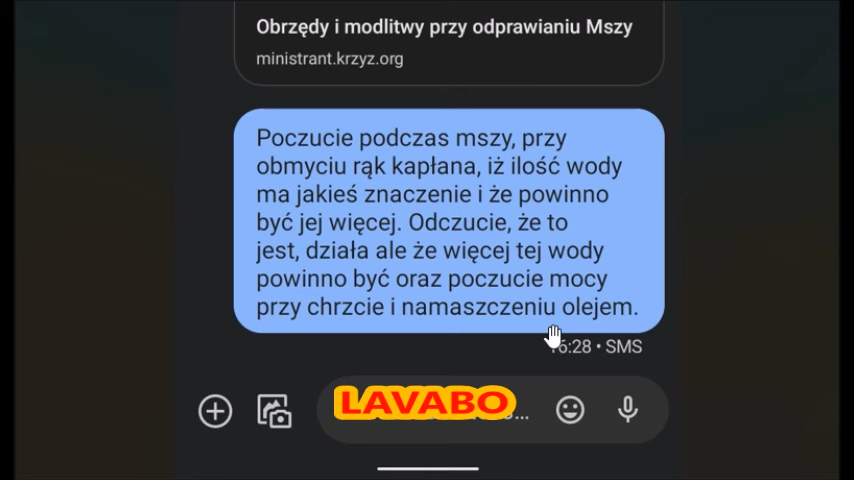 Obrzędy i modlitwy przy odprawianiu Mszy
ministrant.krzyz.org
Poczucie podczas mszy, przy
obmyciu rąk kapłana, iż ilość wody
ma jakieś znaczenie i że powinno
być jej więcej. Odczucie, że to
jest, działa ale że więcej tej wody
powinno być oraz poczucie mocy
przy chrzcie i namaszczeniu olejem.
16:28 • SMS
LAVABO